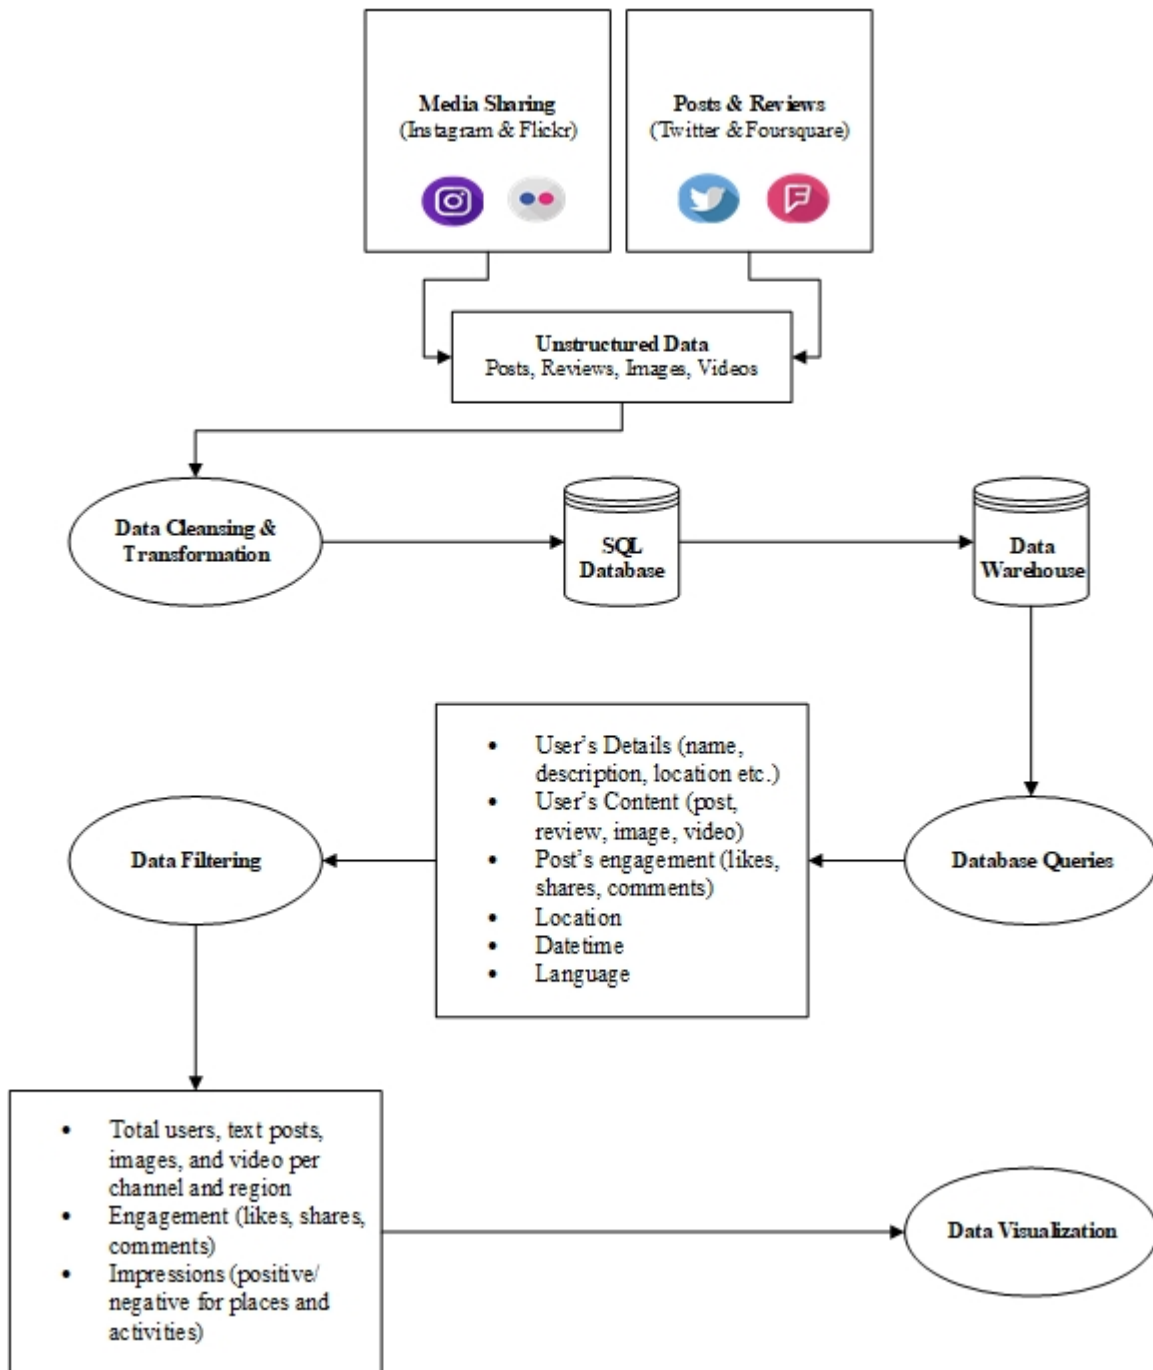 Media Sharing
(Instagram & Flickr)
Posts & Reviews
(Twitter & Foursquare)
Unstructured Data
Posts, Reviews, Images, Videos
Data Cleansing &
Transformation
SQL
Database
Data
Warehouse
• User's Details (name,
description, location etc.)
• User's Content (post,
review, image, video)
• Post's engagement (likes,
shares, comments)
• Location
• Datetime
• Language
Data Filtering
Database Queries
• Total users, text posts,
images, and video per
channel and region
• Engagement (likes, shares,
comments)
• Impressions (positive/
negative for places and
activities)
Data Visualization